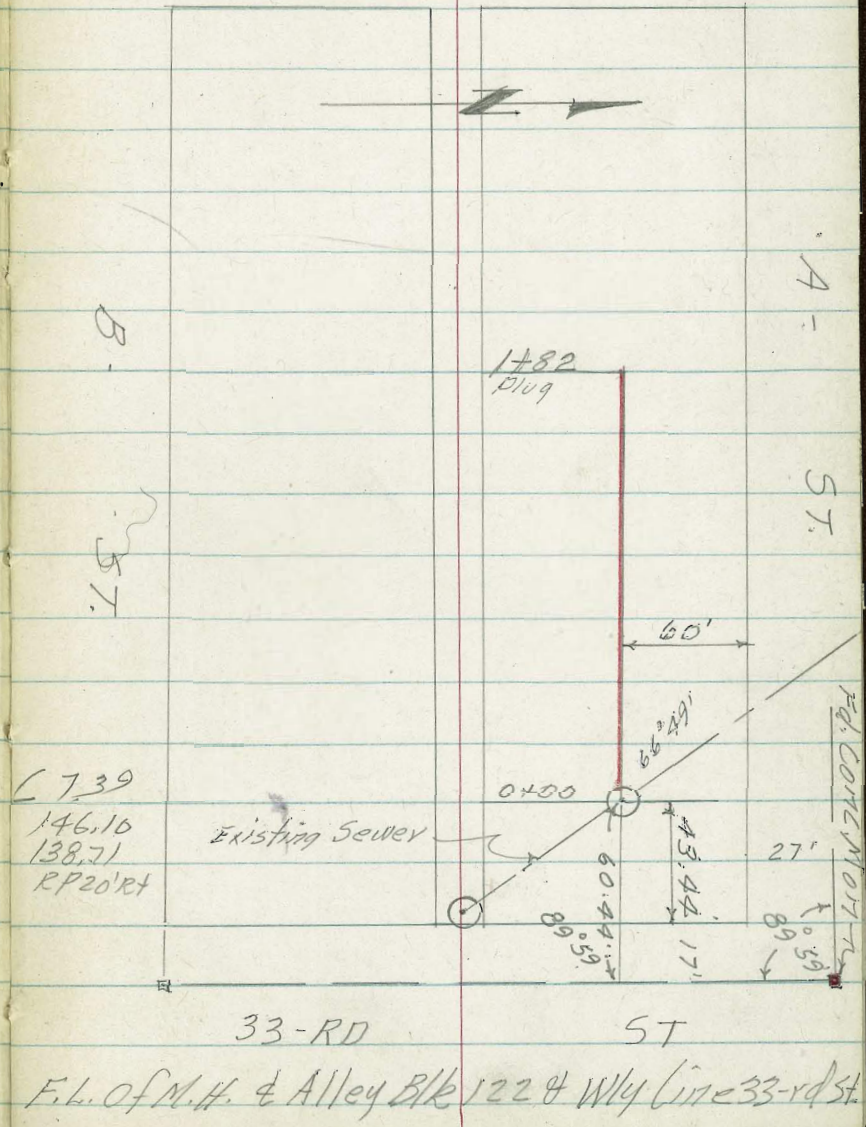 "A"
ST.
B.
ST.
1+82
Plug
60'
0+00
Existing Sewer
43.44'
60.44'
17'
27'
89°59'
89°59'
Fd. Conc. Mon
C 7.39
146.10
138.71
RP 20' Rt
33-RD ST
F.L. Of M.H. & Alley Blk 122 & Wly Line 33-rd St.